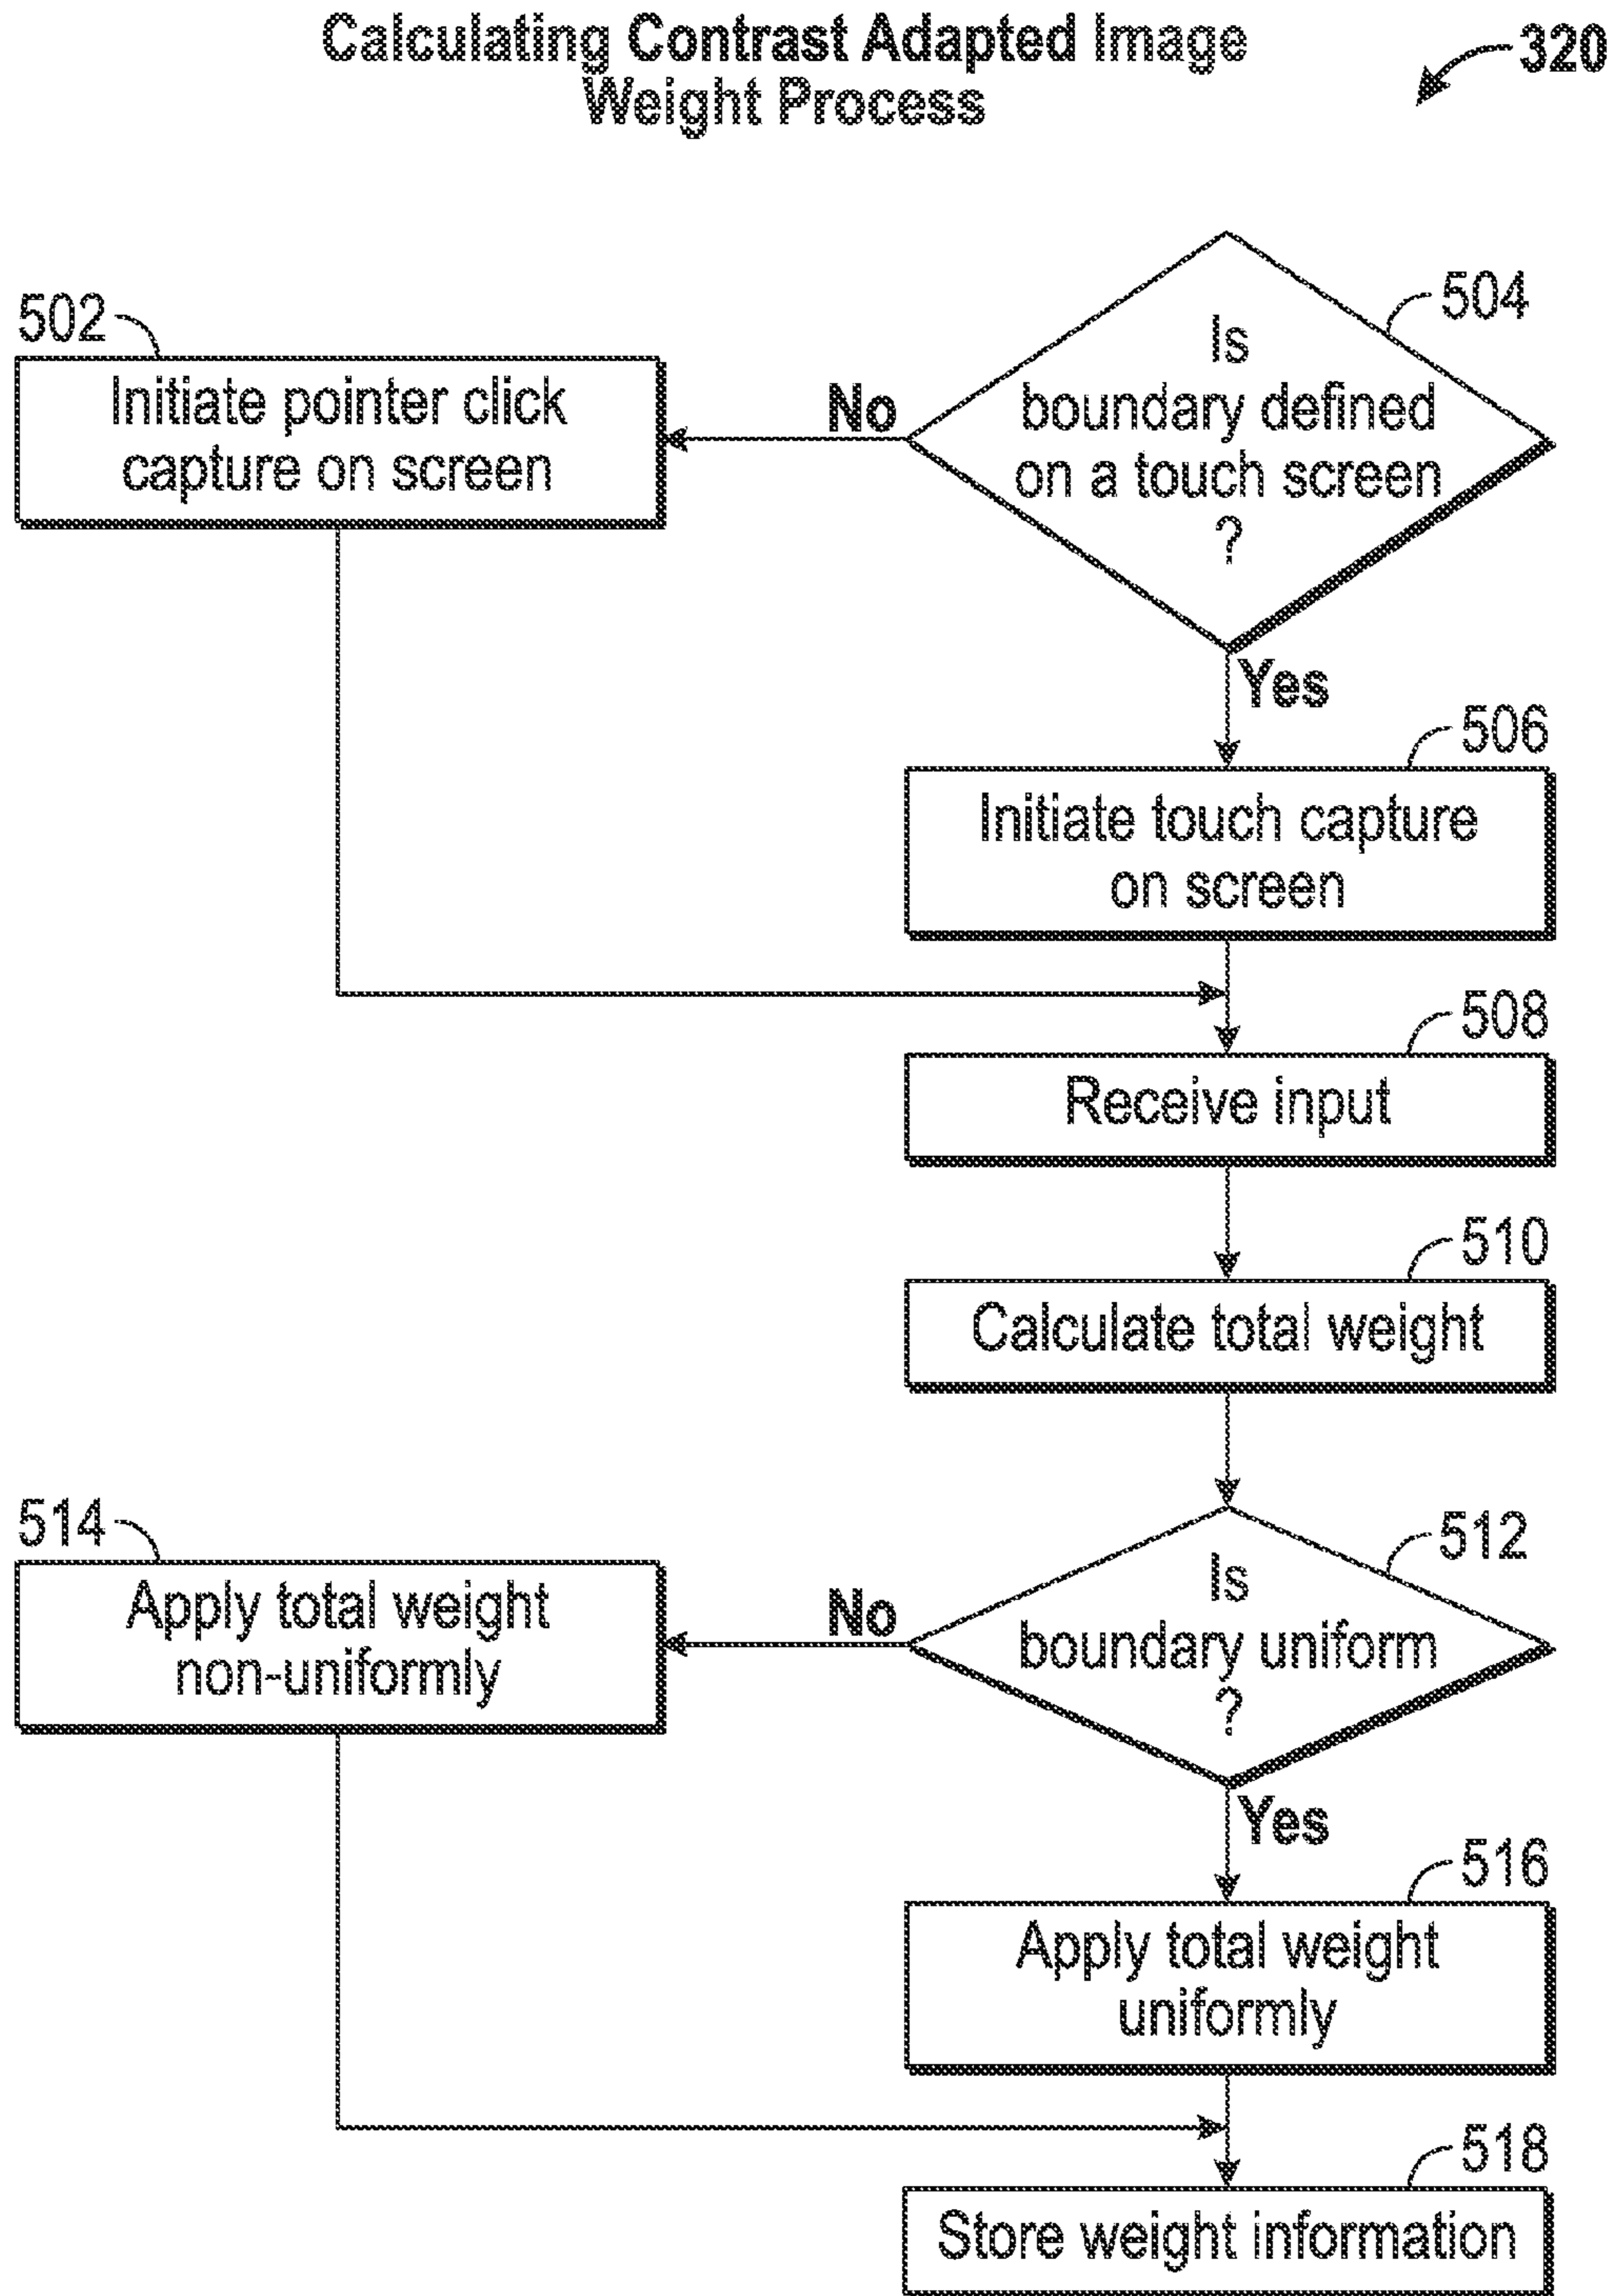 Calculating Contrast Adapted Image
Weight Process
320
504
Is
boundary defined
on a touch screen
?
No
502
Initiate pointer click
capture on screen
Yes
506
Initiate touch capture
on screen
508
Receive input
510
Calculate total weight
512
Is
boundary uniform
?
No
514
Apply total weight
non-uniformly
Yes
516
Apply total weight
uniformly
518
Store weight information